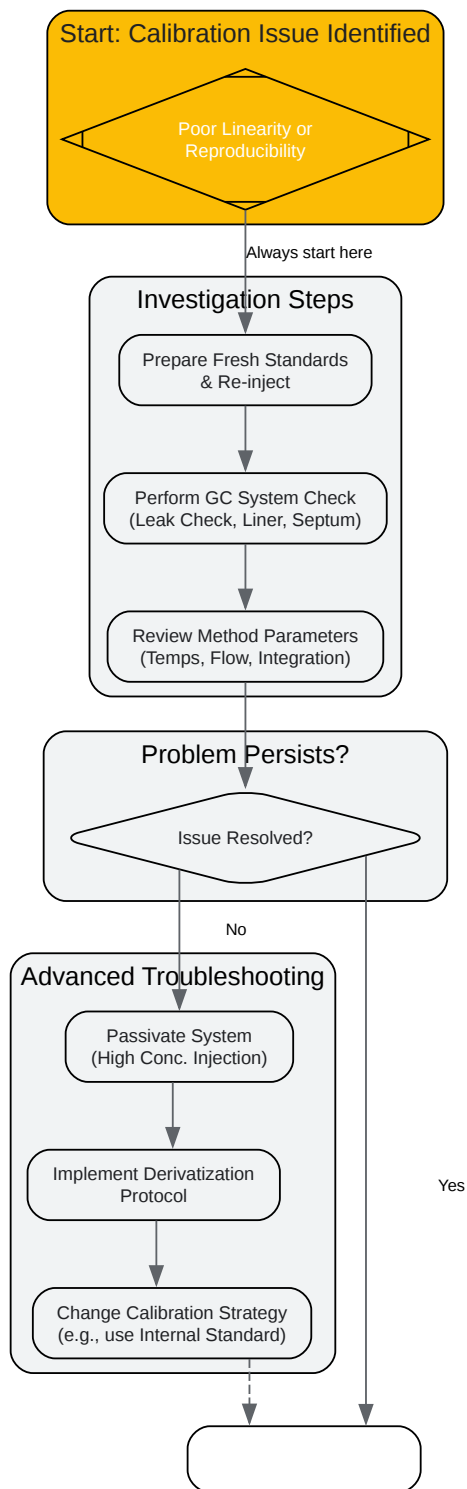 Start: Calibration Issue Identified
Poor Linearity or
Reproducibility
Always start here
Investigation Steps
Prepare Fresh Standards
& Re-inject
Perform GC System Check
(Leak Check, Liner, Septum)
Review Method Parameters
(Temps, Flow, Integration)
Problem Persists?
Issue Resolved?
No
Advanced Troubleshooting
Passivate System
(High Conc. Injection)
Implement Derivatization
Protocol
Yes
Change Calibration Strategy
(e.g., use Internal Standard)